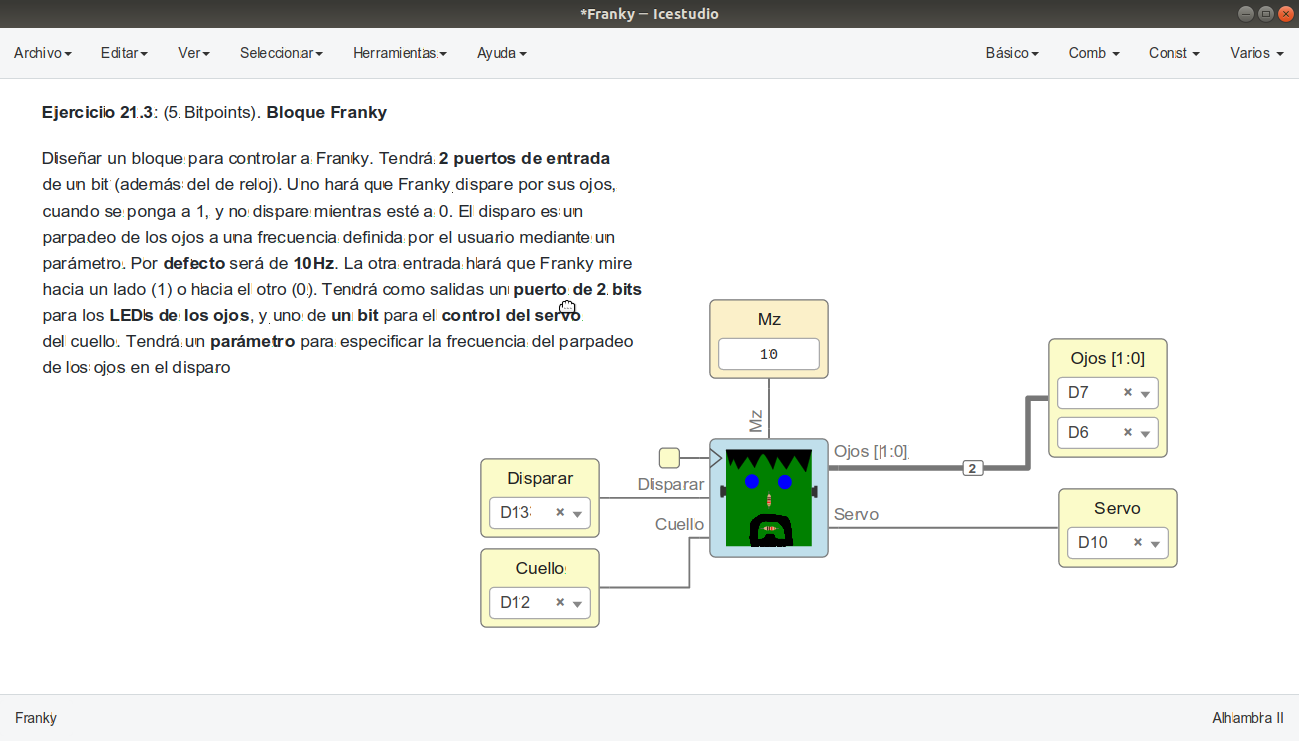 *Franky — Icestudio
Archivo Editar Ver Seleccionar Herramientas Ayuda Básico Comb Const Varios
Ejercicio 21.3: (5 Bitpoints). Bloque Franky
Diseñar un bloque para controlar a Franky. Tendrá 2 puertos de entrada
de un bit (además del de reloj). Uno hará que Franky dispare por sus ojos,
cuando se ponga a 1, y no dispare mientras esté a 0. El disparo es un
parpadeo de los ojos a una frecuencia definida por el usuario mediante un
parámetro. Por defecto será de 10Hz. La otra entrada hará que Franky mire
hacia un lado (1) o hacia el otro (0). Tendrá como salidas un puerto de 2 bits
para los LEDs de los ojos, y uno de un bit para el control del servo
del cuello. Tendrá un parámetro para especificar la frecuencia del parpadeo
de los ojos en el disparo
Mz
10
Mz
Ojos [1:0]
D7
D6
Disparar
D13
Cuello
D12
Disparar
Cuello
Ojos [1:0]
2
Servo
Servo
D10
Franky
Alhambra II